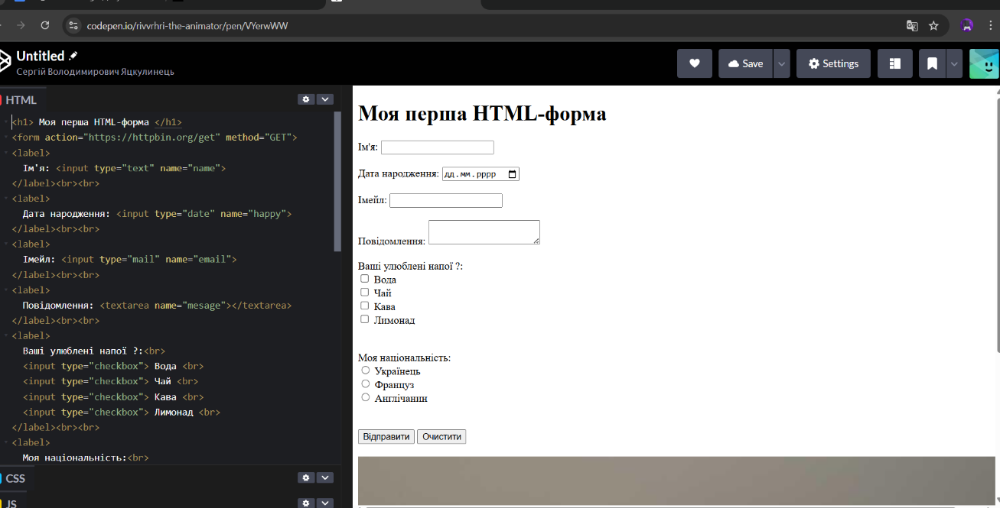 codepen.io/rivvrhri-the-animator/pen/VYerwWW
Untitled
Сергій Володимирович Яцкулинець
Save
Settings
HTML
<h1> Моя перша HTML-форма </h1>
<form action="https://httpbin.org/get" method="GET">
<label>
Ім'я: <input type="text" name="name">
</label><br><br>
<label>
Дата народження: <input type="date" name="happy">
</label><br><br>
<label>
Імейл: <input type="mail" name="email">
</label><br><br>
<label>
Повідомлення: <textarea name="mesage"></textarea>
</label><br><br>
<label>
Ваші улюблені напої ?:<br>
<input type="checkbox"> Вода <br>
<input type="checkbox"> Чай <br>
<input type="checkbox"> Кава <br>
<input type="checkbox"> Лимонад <br>
</label><br><br>
<label>
Моя національність:<br>
CSS
JS
Моя перша HTML-форма
Ім'я:
Дата народження: дд.мм.рррр
Імейл:
Повідомлення:
Ваші улюблені напої ?:
Вода
Чай
Кава
Лимонад
Моя національність:
Українець
Француз
Англічанин
Відправити Очистити